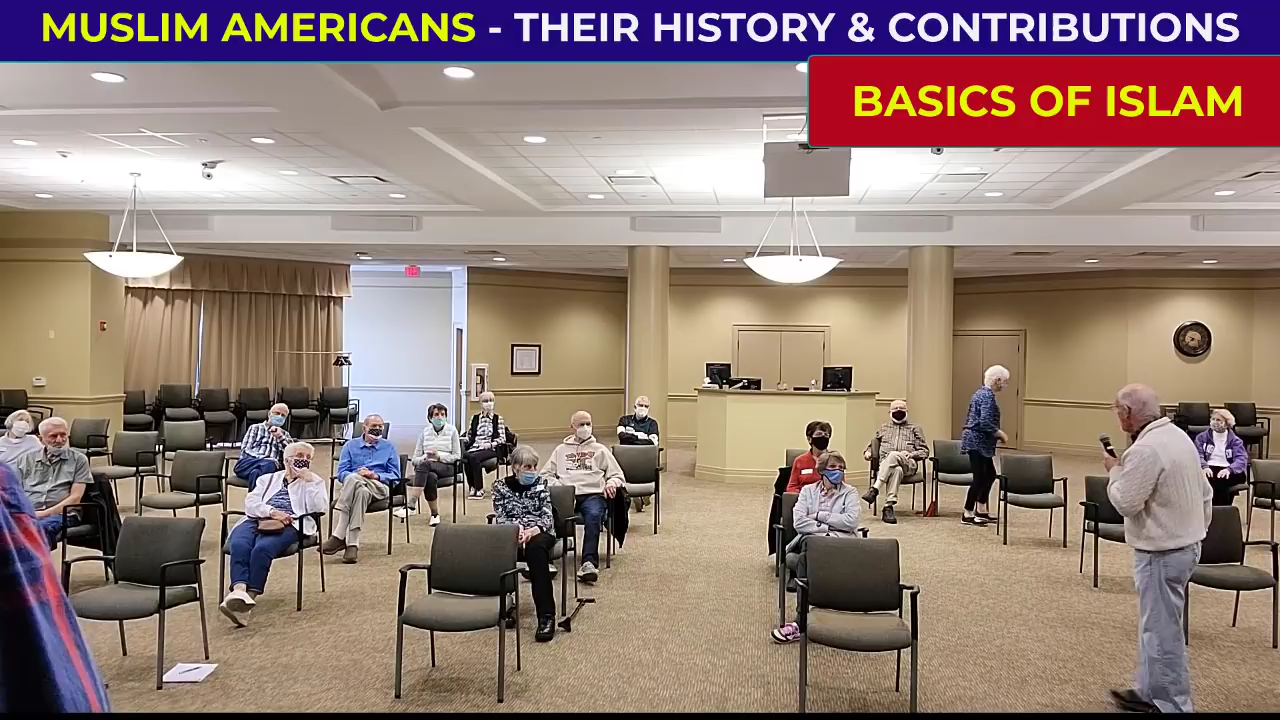 MUSLIM AMERICANS - THEIR HISTORY & CONTRIBUTIONS
BASICS OF ISLAM